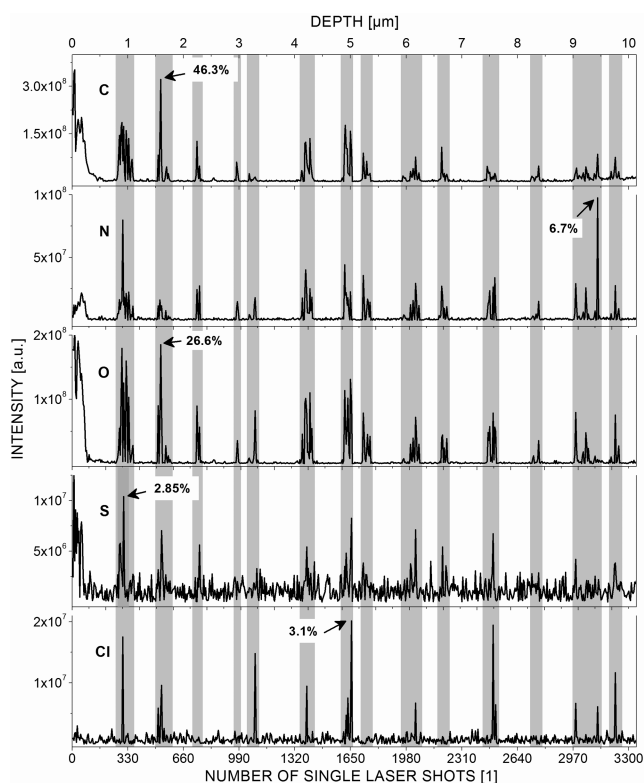 DEPTH [µm]
0 1 2 3 4 5 6 7 8 9 10
3.0x10⁸
1.5x10⁸
C
46.3%
1x10⁸
5x10⁷
N
6.7%
2x10⁸
1x10⁸
O
26.6%
INTENSITY [a.u.]
1x10⁷
5x10⁶
S
2.85%
2x10⁷
1x10⁷
Cl
3.1%
0 330 660 990 1320 1650 1980 2310 2640 2970 3300
NUMBER OF SINGLE LASER SHOTS [1]